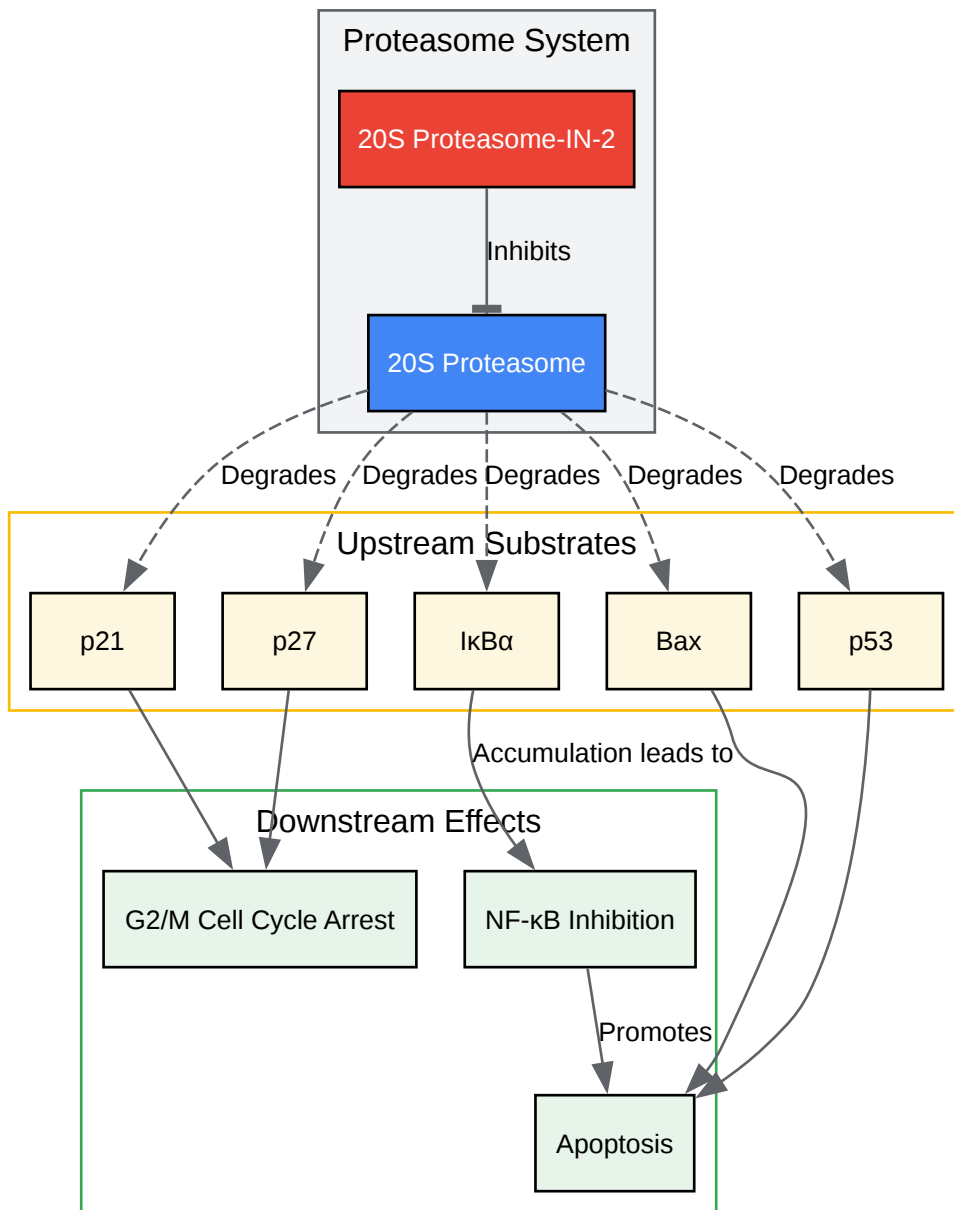 Proteasome System
20S Proteasome-IN-2
Inhibits
20S Proteasome
Degrades
Degrades
Degrades
Degrades
Degrades
Upstream Substrates
p21
p27
IκBα
Bax
p53
Accumulation leads to
Downstream Effects
G2/M Cell Cycle Arrest
NF-κB Inhibition
Promotes
Apoptosis